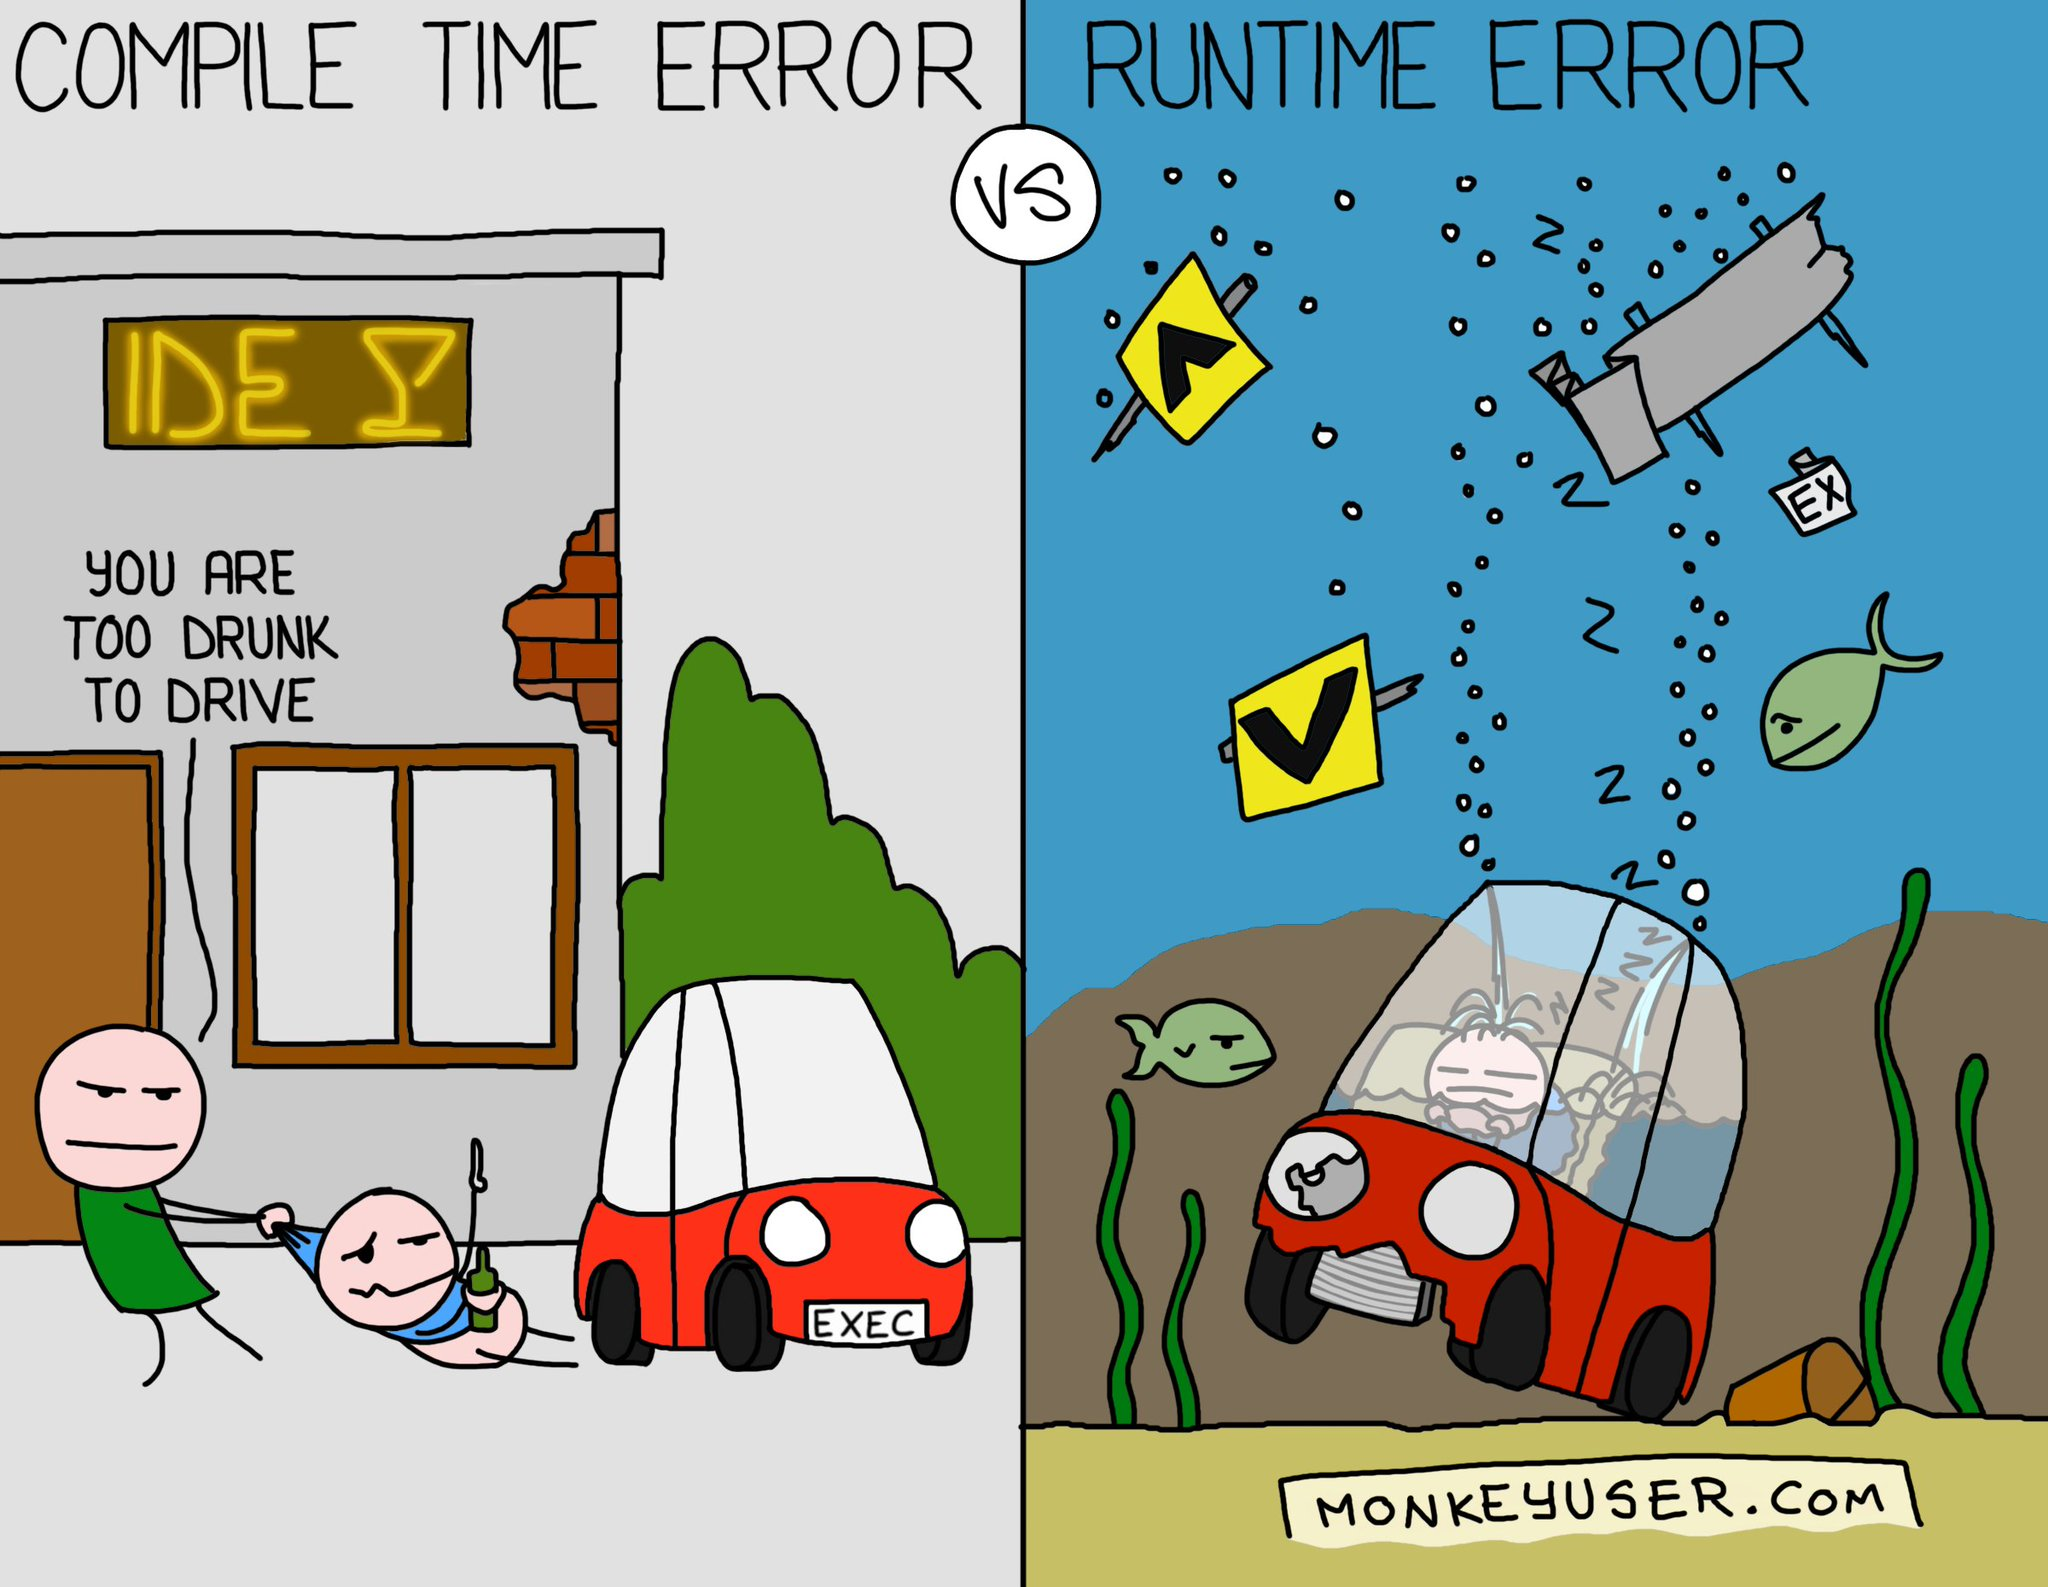 COMPILE TIME ERROR
VS
RUNTIME ERROR
IDE
YOU ARE
TOO DRUNK
TO DRIVE
EXEC
Z
Z
Z
Z
Z
EX
Z
Z
Z
Z
MONKEYUSER.COM